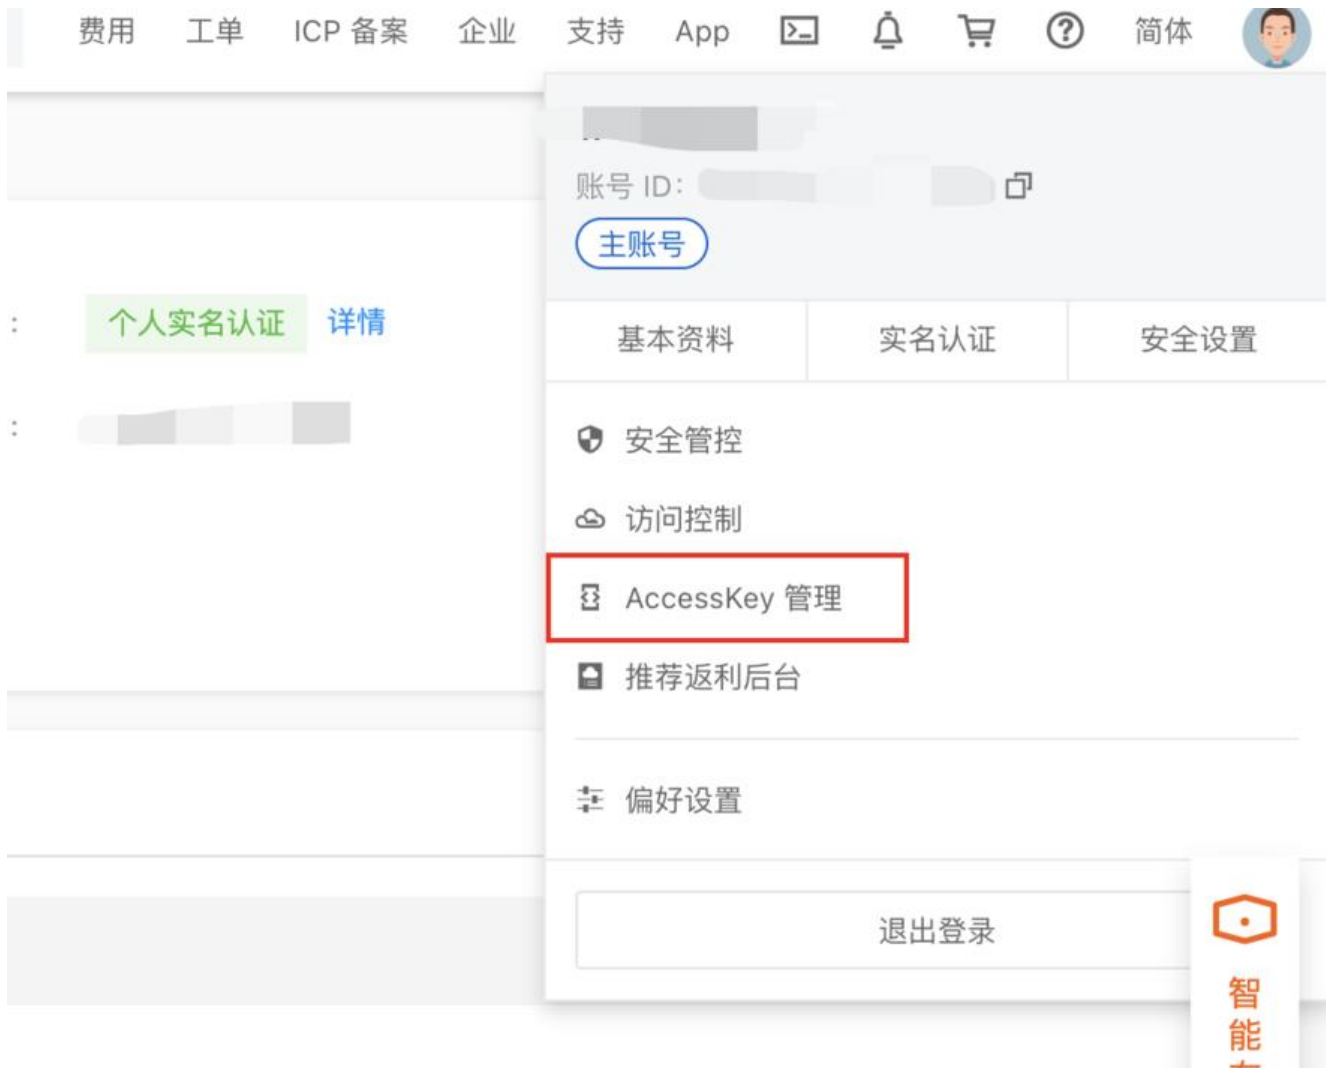 费用 工单 ICP 备案 企业 支持 App 简体
账号 ID：
主账号
： 个人实名认证 详情
基本资料 实名认证 安全设置
：
安全管控
访问控制
AccessKey 管理
推荐返利后台
偏好设置
退出登录
智
能